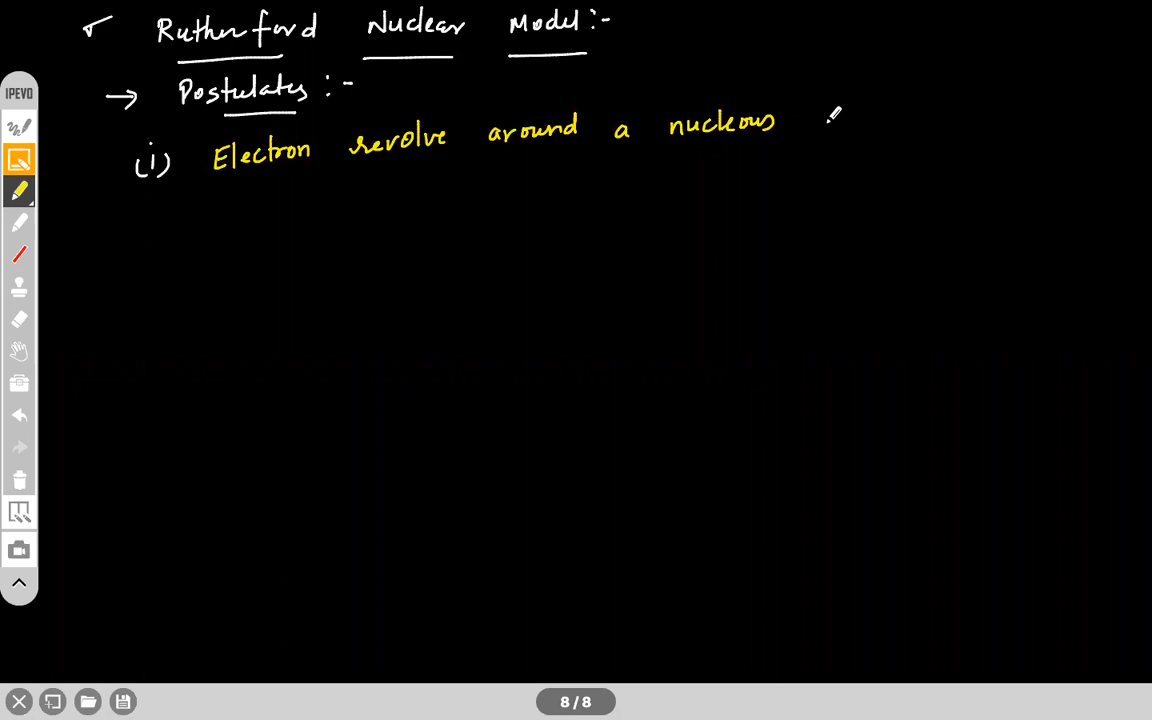 Rutherford Nuclear Model :-
→ Postulates :-
IPEVO
(i) Electron revolve around a nucleous
8 / 8